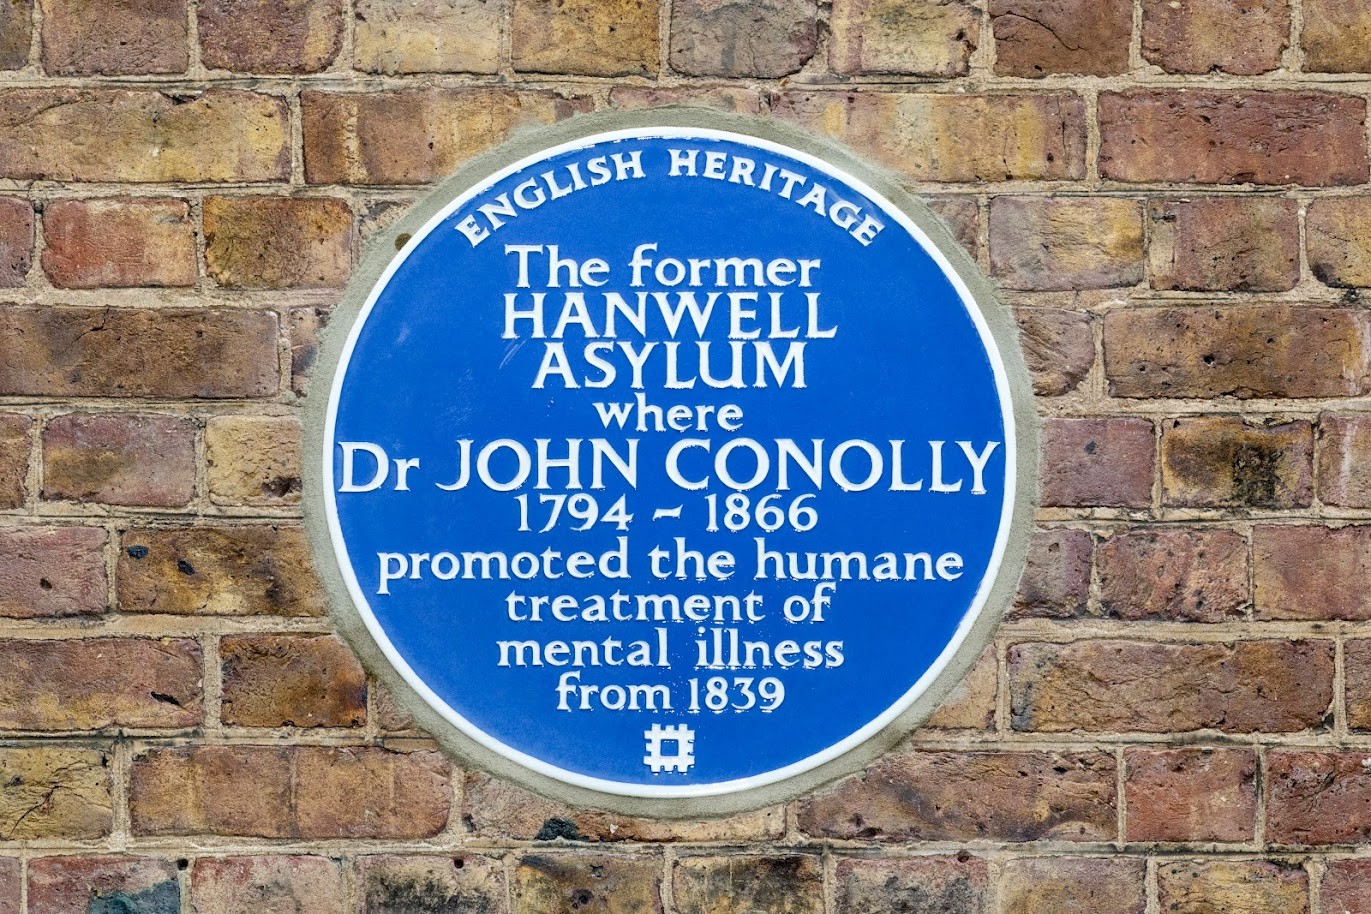 ENGLISH HERITAGE
The former
HANWELL
ASYLUM
where
Dr JOHN CONOLLY
1794 ~ 1866
promoted the humane
treatment of
mental illness
from 1839